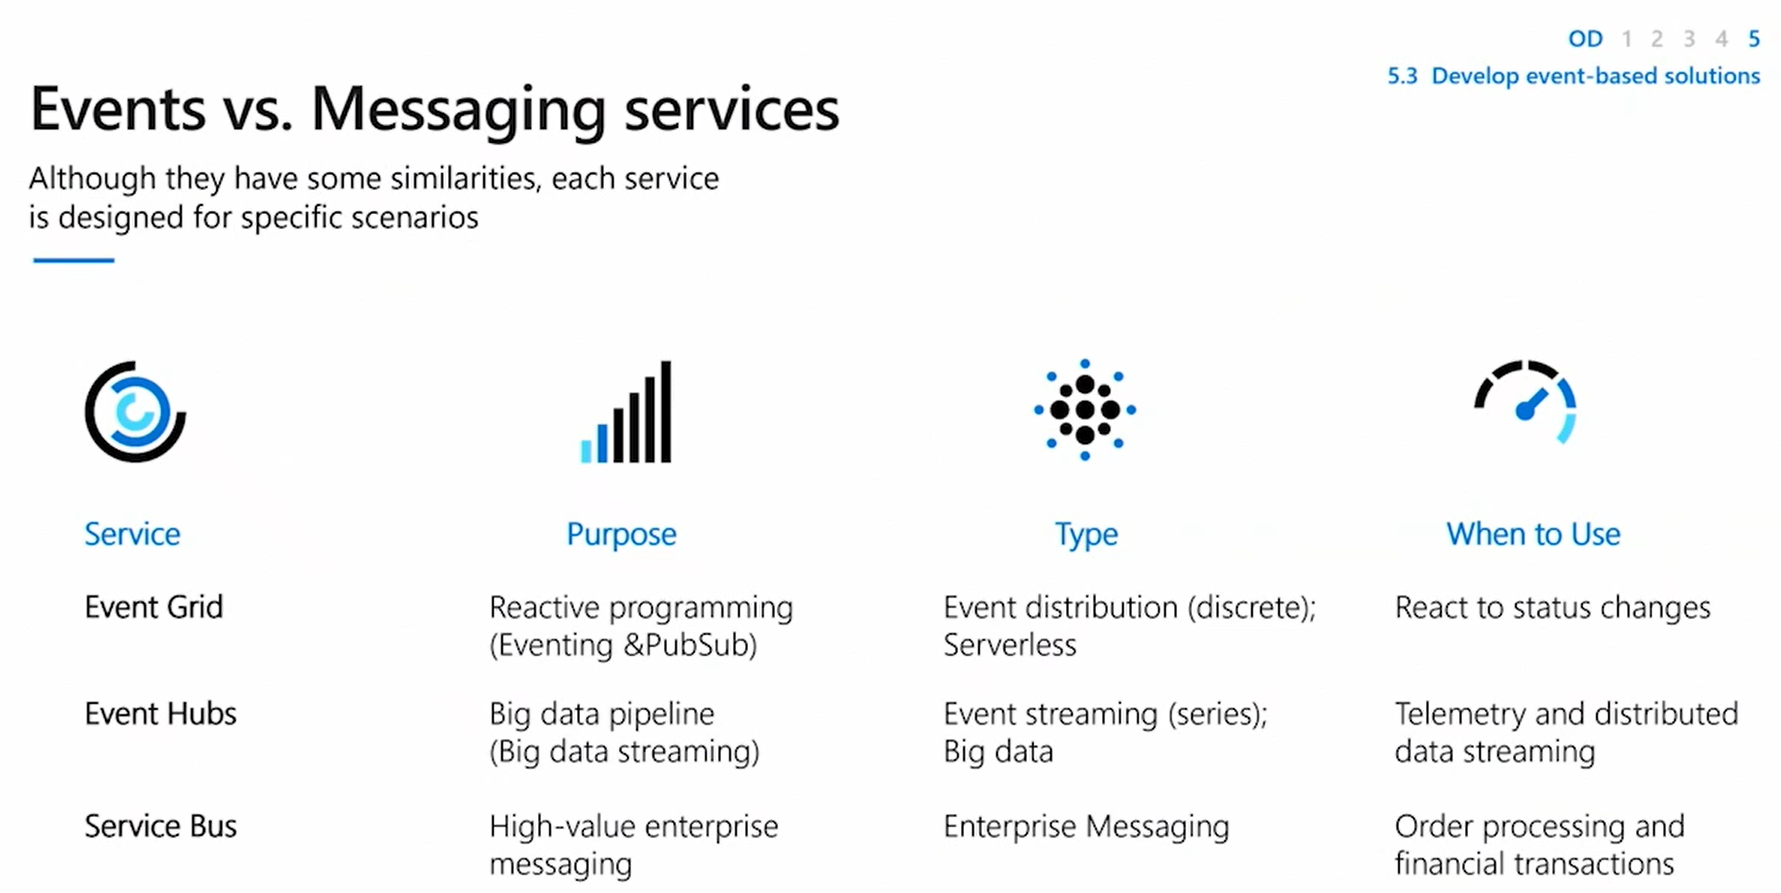 OD 1 2 3 4 5
5.3 Develop event-based solutions
Events vs. Messaging services
Although they have some similarities, each service
is designed for specific scenarios
Service
Purpose
Type
When to Use
Event Grid
Reactive programming
(Eventing &PubSub)
Event distribution (discrete);
Serverless
React to status changes
Event Hubs
Big data pipeline
(Big data streaming)
Event streaming (series);
Big data
Telemetry and distributed
data streaming
Service Bus
High-value enterprise
messaging
Enterprise Messaging
Order processing and
financial transactions